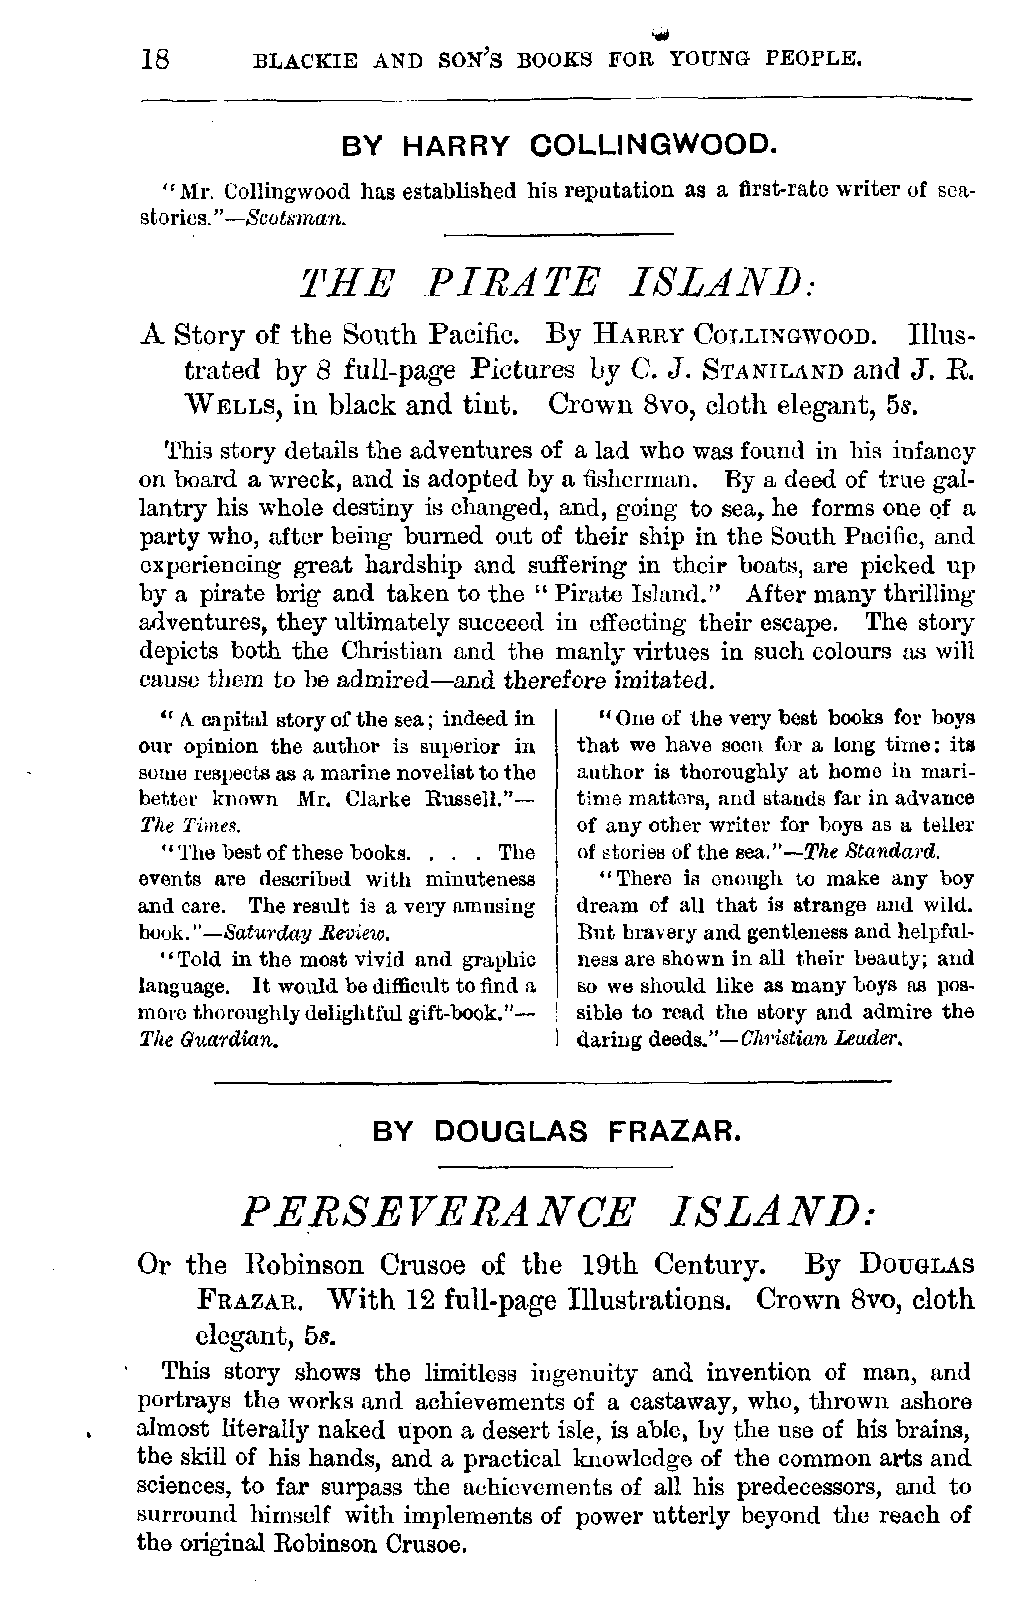 18 BLACKIE AND SON'S BOOKS FOR YOUNG PEOPLE.
BY HARRY COLLINGWOOD.
"Mr. Collingwood has established his reputation as a first-rate writer of sea-
stories."—Scotsman.
THE PIRATE ISLAND:
A Story of the South Pacific. By HARRY COLLINGWOOD. Illus-
trated by 8 full-page Pictures by C. J. STANILAND and J. R.
WELLS, in black and tint. Crown 8vo, cloth elegant, 5s.
This story details the adventures of a lad who was found in his infancy
on board a wreck, and is adopted by a fisherman. By a deed of true gal-
lantry his whole destiny is changed, and, going to sea, he forms one of a
party who, after being burned out of their ship in the South Pacific, and
experiencing great hardship and suffering in their boats, are picked up
by a pirate brig and taken to the "Pirate Island." After many thrilling
adventures, they ultimately succeed in effecting their escape. The story
depicts both the Christian and the manly virtues in such colours as will
cause them to be admired—and therefore imitated.
"A capital story of the sea; indeed in
our opinion the author is superior in
some respects as a marine novelist to the
better known Mr. Clarke Russell."—
The Times.
"The best of these books. . . . The
events are described with minuteness
and care. The result is a very amusing
book."—Saturday Review.
"Told in the most vivid and graphic
language. It would be difficult to find a
more thoroughly delightful gift-book."—
The Guardian.
"One of the very best books for boys
that we have seen for a long time: its
author is thoroughly at home in mari-
time matters, and stands far in advance
of any other writer for boys as a teller
of stories of the sea."—The Standard.
"There is enough to make any boy
dream of all that is strange and wild.
But bravery and gentleness and helpful-
ness are shown in all their beauty; and
so we should like as many boys as pos-
sible to read the story and admire the
daring deeds."—Christian Leader.
BY DOUGLAS FRAZAR.
PERSEVERANCE ISLAND:
Or the Robinson Crusoe of the 19th Century. By DOUGLAS
FRAZAR. With 12 full-page Illustrations. Crown 8vo, cloth
elegant, 5s.
This story shows the limitless ingenuity and invention of man, and
portrays the works and achievements of a castaway, who, thrown ashore
almost literally naked upon a desert isle, is able, by the use of his brains,
the skill of his hands, and a practical knowledge of the common arts and
sciences, to far surpass the achievements of all his predecessors, and to
surround himself with implements of power utterly beyond the reach of
the original Robinson Crusoe.